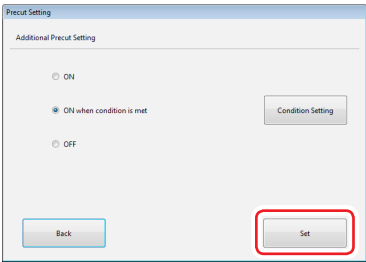 Precut Setting
Additional Precut Setting
ON
ON when condition is met
Condition Setting
OFF
Back
Set